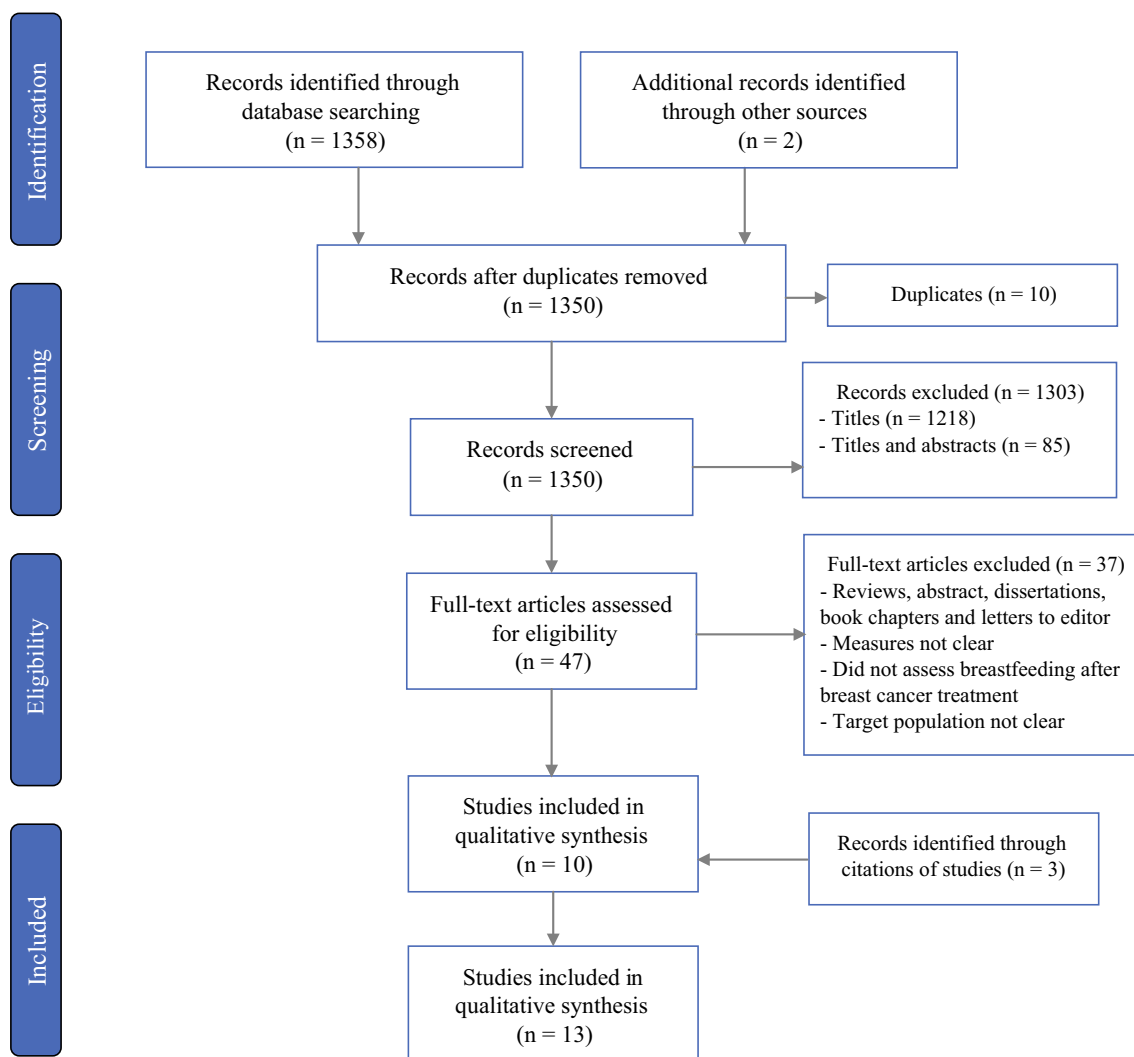 Identification
Records identified through
database searching
(n = 1358)
Additional records identified
through other sources
(n = 2)
Records after duplicates removed
(n = 1350)
Duplicates (n = 10)
Screening
Records screened
(n = 1350)
Records excluded (n = 1303)
- Titles (n = 1218)
- Titles and abstracts (n = 85)
Eligibility
Full-text articles assessed
for eligibility
(n = 47)
Full-text articles excluded (n = 37)
- Reviews, abstract, dissertations,
book chapters and letters to editor
- Measures not clear
- Did not assess breastfeeding after
breast cancer treatment
- Target population not clear
Included
Studies included in
qualitative synthesis
(n = 10)
Records identified through
citations of studies (n = 3)
Studies included in
qualitative synthesis
(n = 13)